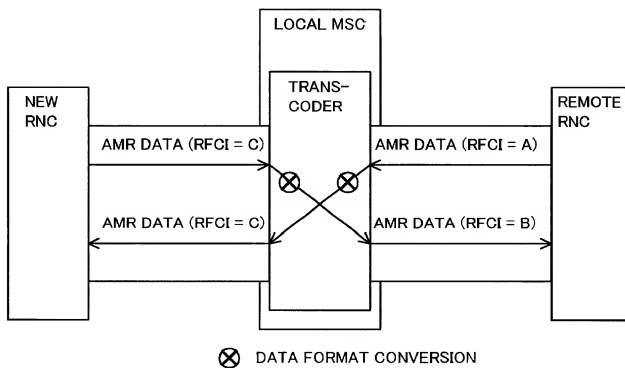 LOCAL MSC
NEW
RNC
TRANS-
CODER
REMOTE
RNC
AMR DATA (RFCI = C)
AMR DATA (RFCI = A)
AMR DATA (RFCI = C)
AMR DATA (RFCI = B)
DATA FORMAT CONVERSION